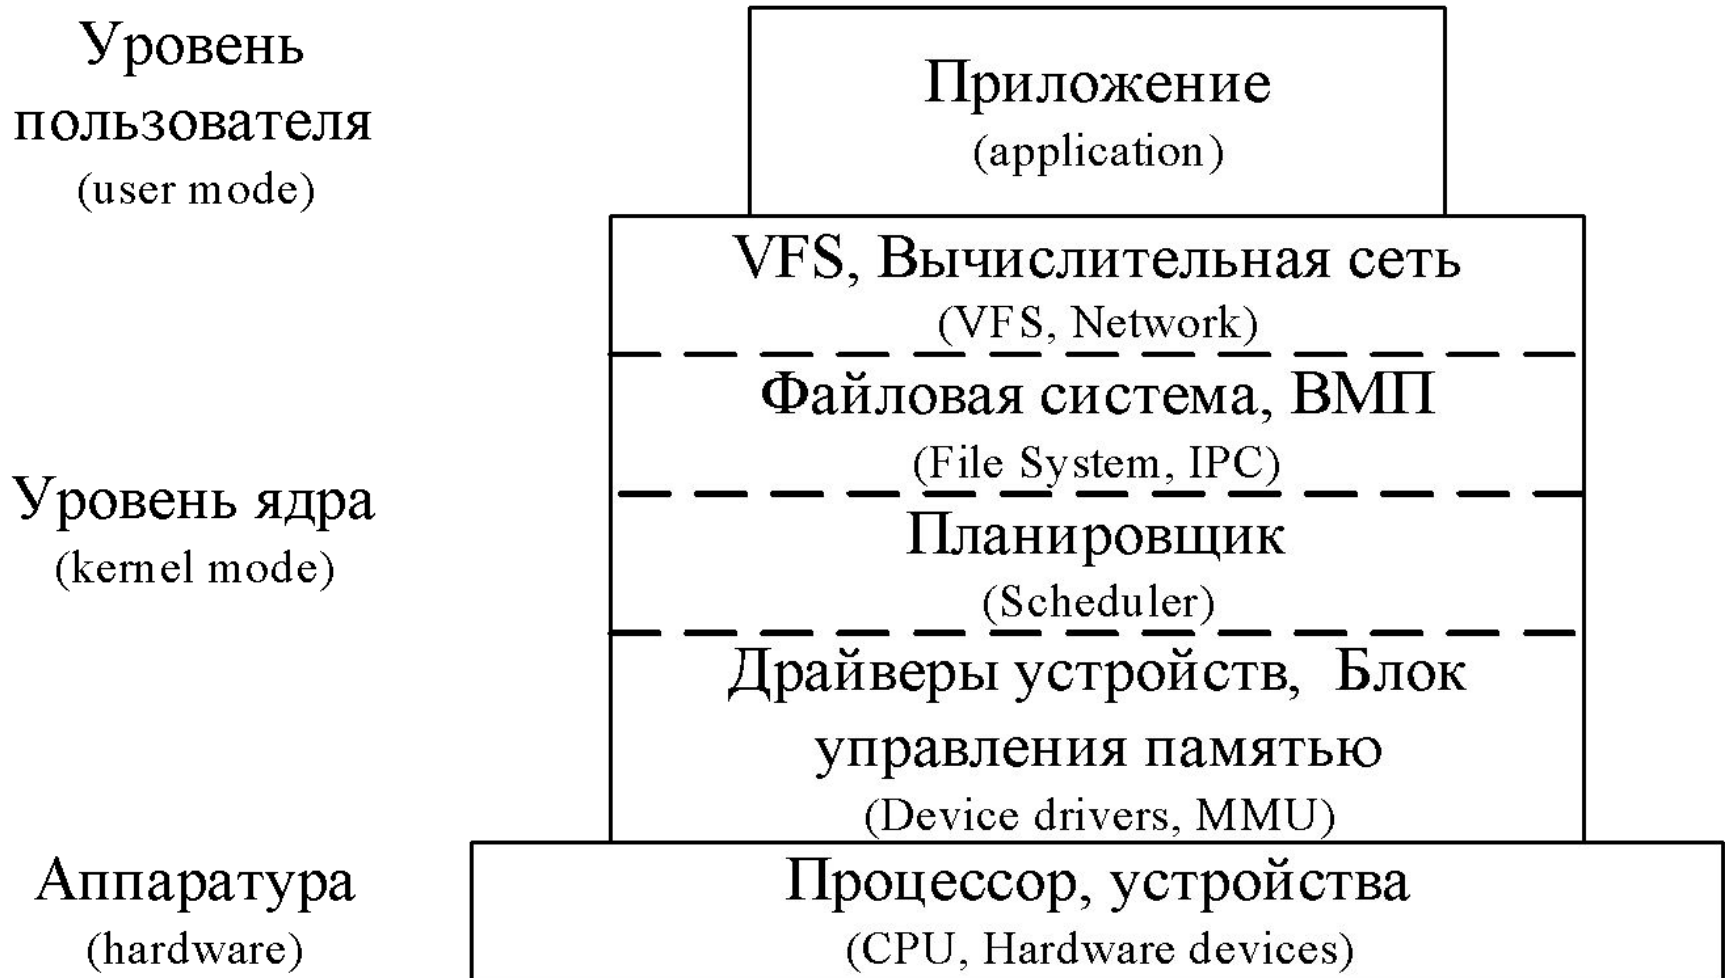 Уровень
пользователя
(user mode)
Приложение
(application)
VFS, Вычислительная сеть
(VFS, Network)
Файловая система, ВМП
(File System, IPC)
Уровень ядра
(kernel mode)
Планировщик
(Scheduler)
Драйверы устройств, Блок
управления памятью
(Device drivers, MMU)
Аппаратура
(hardware)
Процессор, устройства
(CPU, Hardware devices)